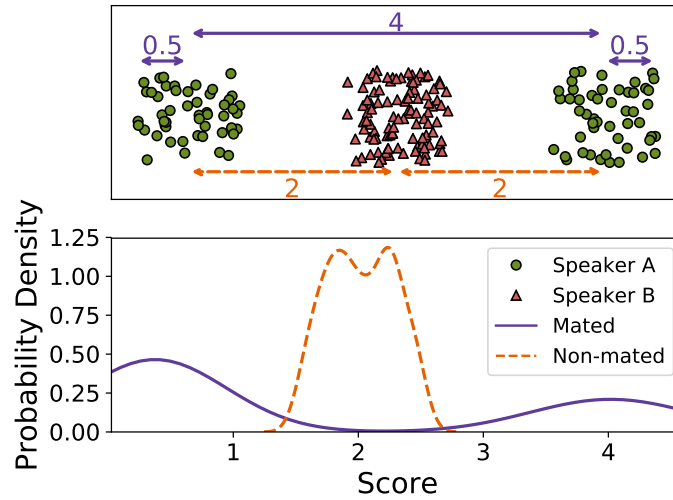 4
0.5
0.5
2
2
1.25
1.00
0.75
0.50
0.25
0.00
Probability Density
Speaker A
Speaker B
Mated
Non-mated
1
2
3
4
Score